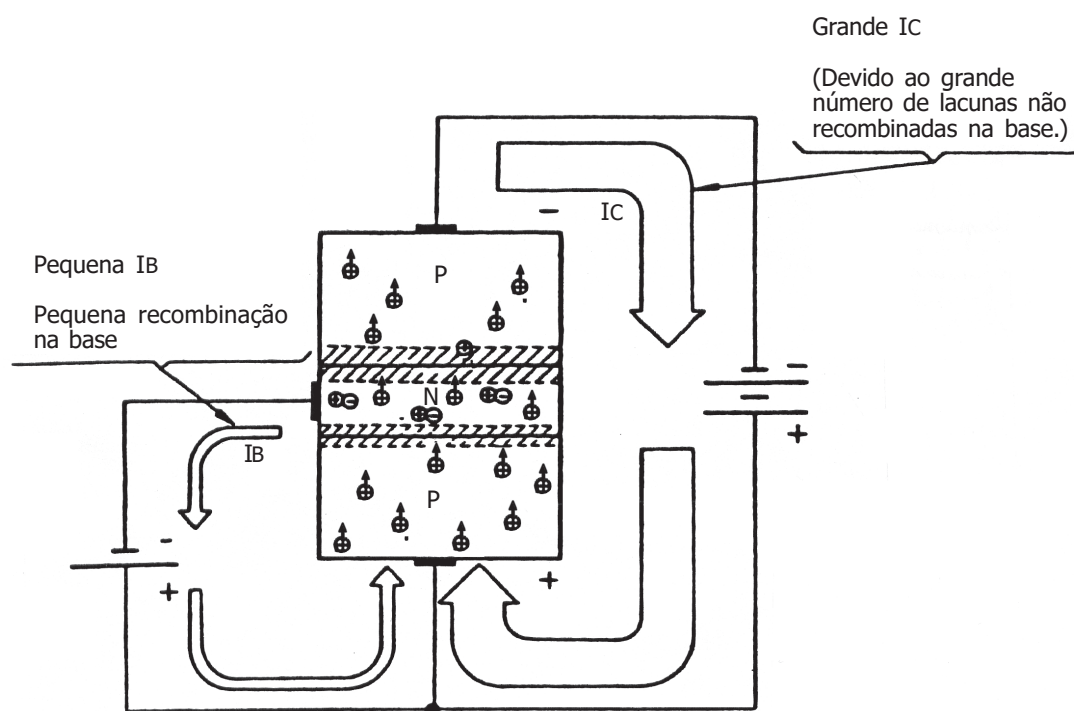 Grande IC
(Devido ao grande
número de lacunas não
recombinadas na base.)
-
IC
Pequena IB
Pequena recombinação
na base
P
N
IB
P
-
+
-
+
+